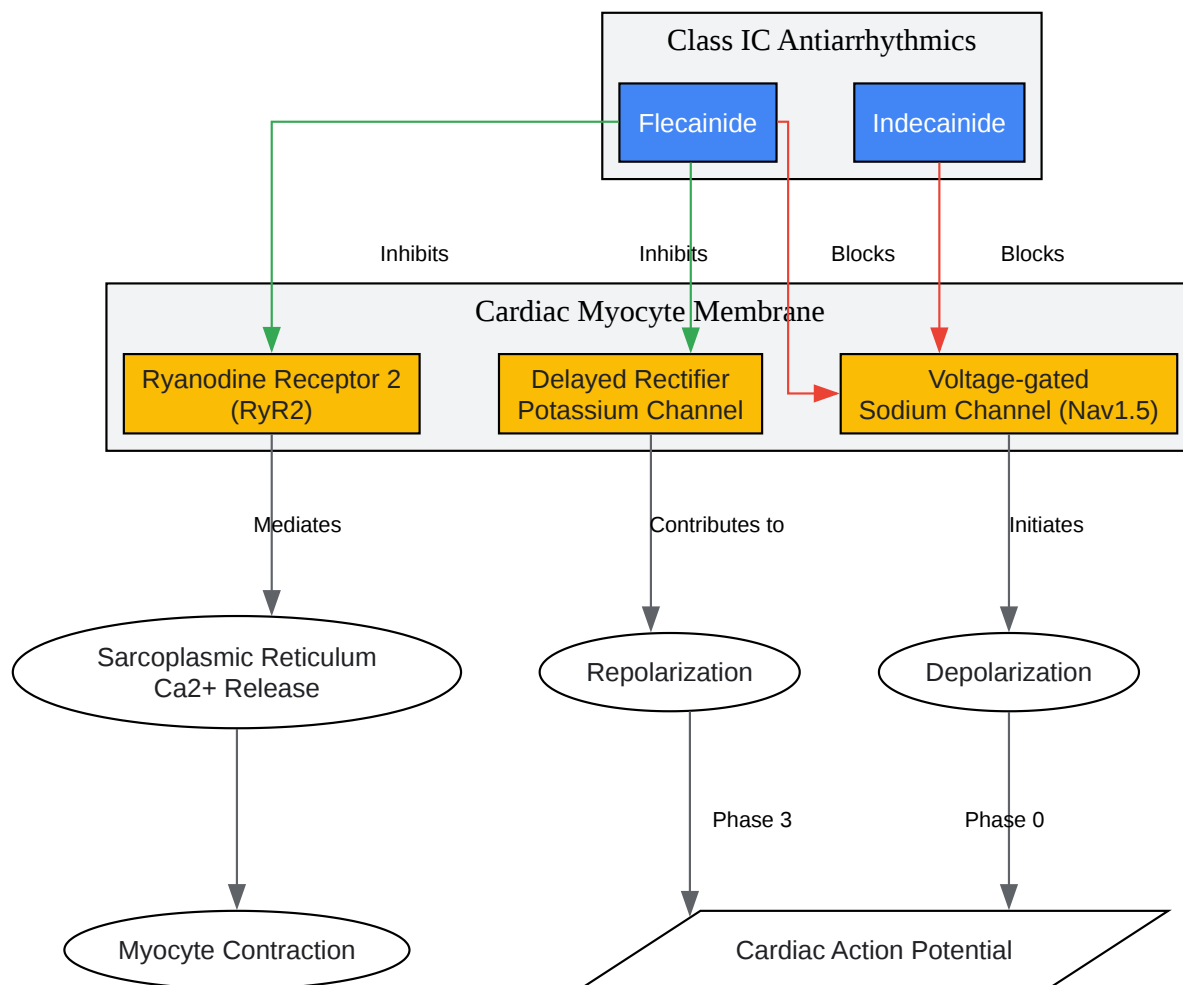 Class IC Antiarrhythmics
Flecainide
Indecainide
Inhibits
Inhibits
Blocks
Blocks
Cardiac Myocyte Membrane
Ryanodine Receptor 2
(RyR2)
Delayed Rectifier
Potassium Channel
Voltage-gated
Sodium Channel (Nav1.5)
Mediates
Contributes to
Initiates
Sarcoplasmic Reticulum
Ca2+ Release
Repolarization
Depolarization
Phase 3
Phase 0
Myocyte Contraction
Cardiac Action Potential